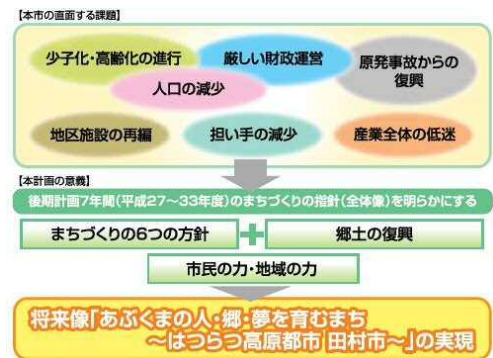 【本市の直面する課題】
少子化・高齢化の進行
厳しい財政運営
原発事故からの
復興
人口の減少
地区施設の再編
担い手の減少
産業全体の低迷
【本計画の意義】
後期計画7年間(平成27～33年度)のまちづくりの指針(全体像)を明らかにする
まちづくりの6つの方針
+
郷土の復興
市民の力・地域の力
将来像「あぶくまの人・郷・夢を育むまち
～はつらつ高原都市 田村市～」の実現